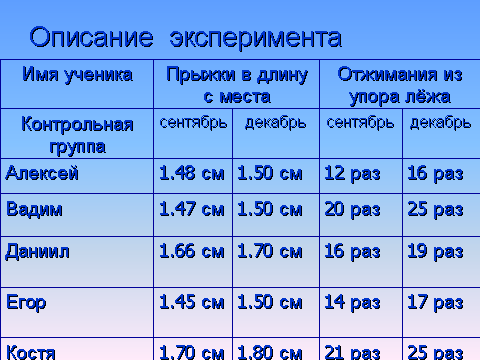 Описание эксперимента
Имя ученика Прыжки в длину с места Отжимания из упора лёжа
Контрольная группа сентябрь декабрь сентябрь декабрь
Алексей 1.48 см 1.50 см 12 раз 16 раз
Вадим 1.47 см 1.50 см 20 раз 25 раз
Даниил 1.66 см 1.70 см 16 раз 19 раз
Егор 1.45 см 1.50 см 14 раз 17 раз
Костя 1.70 см 1.80 см 21 раз 25 раз